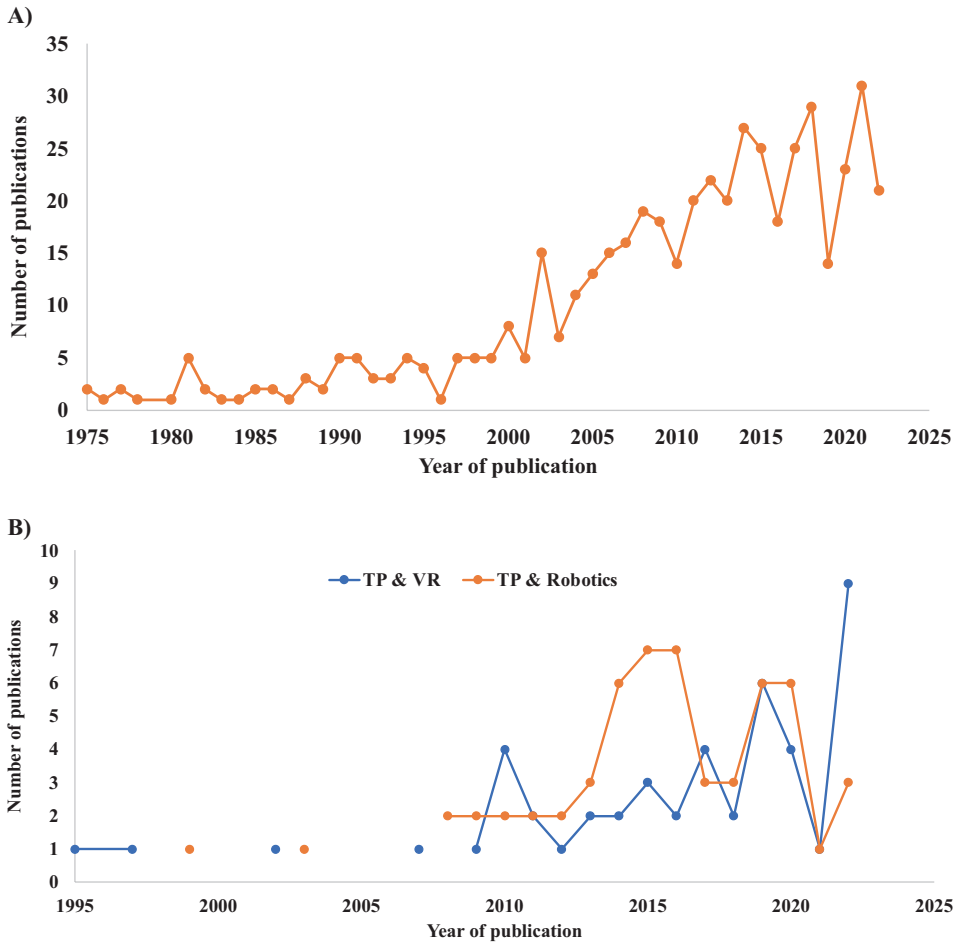 A)
35
30
25
20
15
10
5
0
Number of publications
1975 1980 1985 1990 1995 2000 2005 2010 2015 2020 2025
Year of publication
B)
10
9
8
7
6
5
4
3
2
1
0
Number of publications
TP & VR TP & Robotics
1995 2000 2005 2010 2015 2020 2025
Year of publication